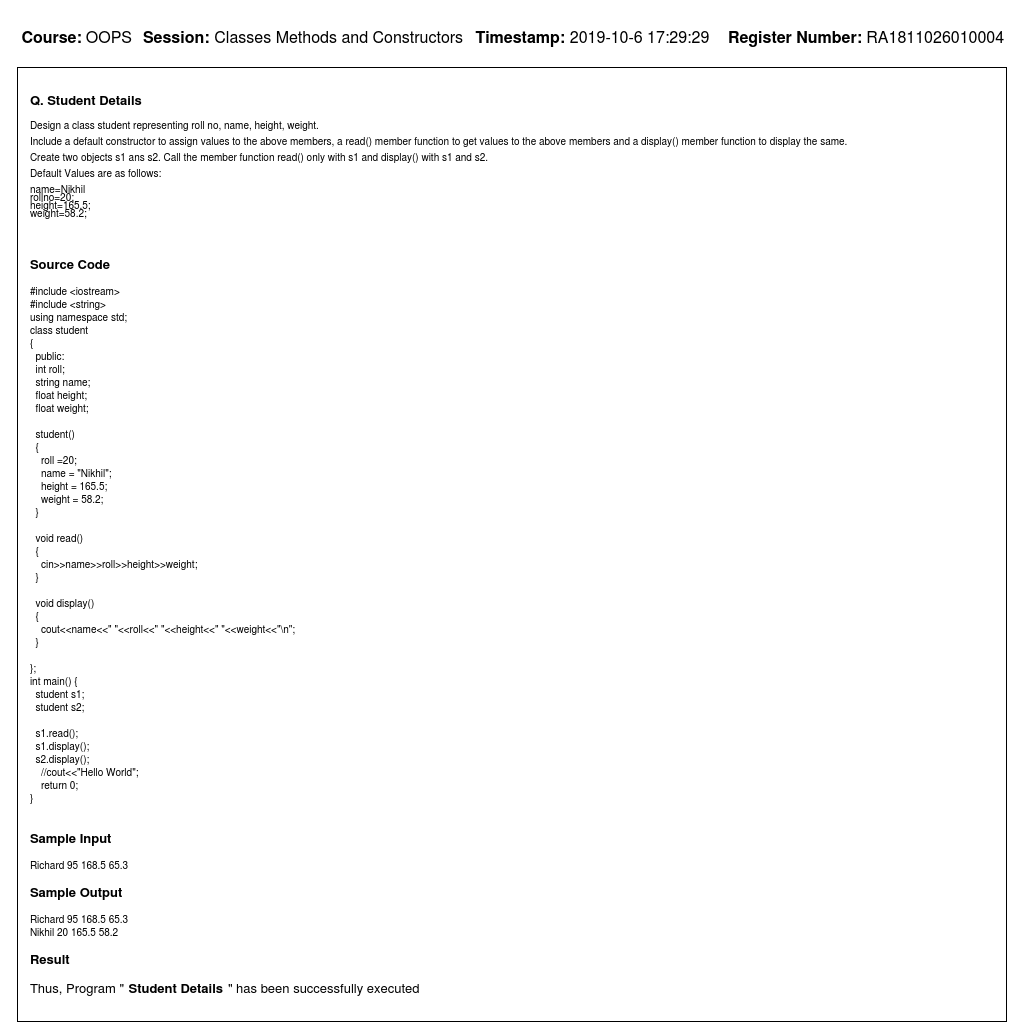 Course: OOPS Session: Classes Methods and Constructors Timestamp: 2019-10-6 17:29:29 Register Number: RA1811026010004
Q. Student Details
Design a class student representing roll no, name, height, weight.
Include a default constructor to assign values to the above members, a read() member function to get values to the above members and a display() member function to display the same.
Create two objects s1 ans s2. Call the member function read() only with s1 and display() with s1 and s2.
Default Values are as follows:
name=Nikhil
rollno=20;
height=165.5;
weight=58.2;
Source Code
#include <iostream>
#include <string>
using namespace std;
class student
{
public:
int roll;
string name;
float height;
float weight;
student()
{
roll =20;
name = "Nikhil";
height = 165.5;
weight = 58.2;
}
void read()
{
cin>>name>>roll>>height>>weight;
}
void display()
{
cout<<name<<" "<<roll<<" "<<height<<" "<<weight<<"\n";
}
};
int main() {
student s1;
student s2;
s1.read();
s1.display();
s2.display();
//cout<<"Hello World";
return 0;
}
Sample Input
Richard 95 168.5 65.3
Sample Output
Richard 95 168.5 65.3
Nikhil 20 165.5 58.2
Result
Thus, Program " Student Details " has been successfully executed